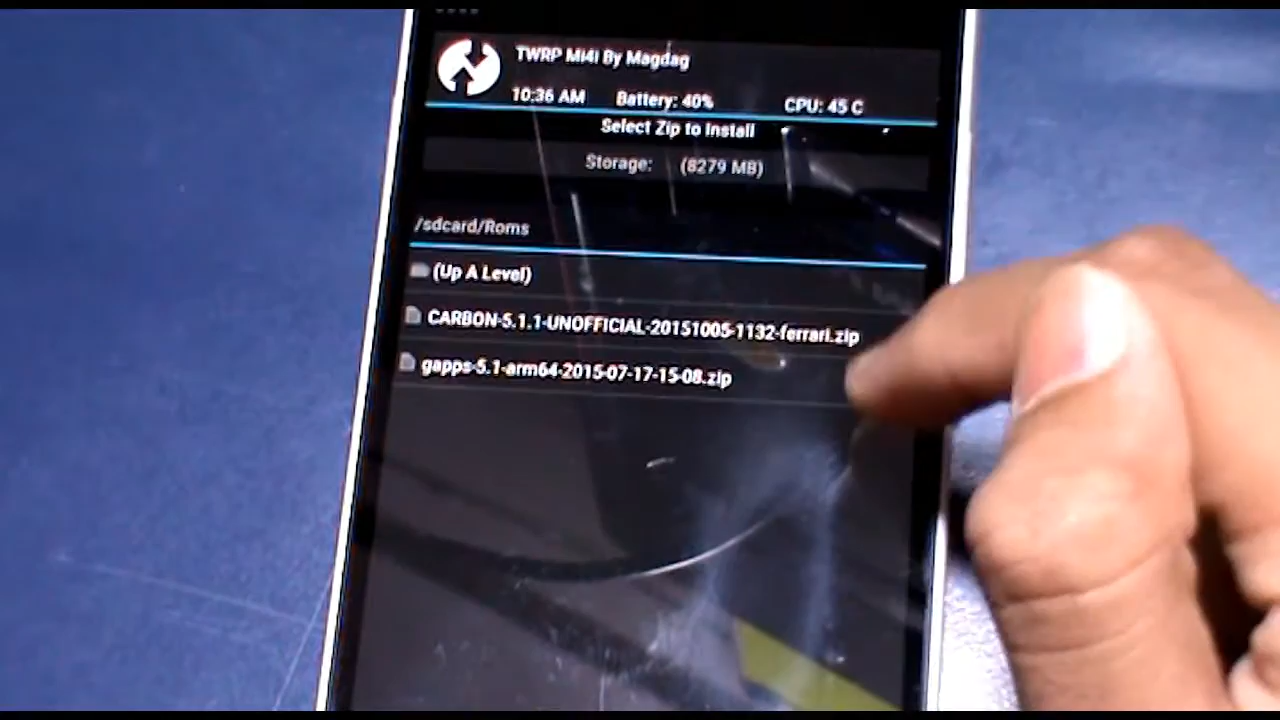 TWRP Mi4i By Magdag
10:36 AM Battery: 40% CPU: 45 C
Select Zip to Install
Storage: (8279 MB)
/sdcard/Roms
(Up A Level)
CARBON-5.1.1-UNOFFICIAL-20151005-1132-ferrari.zip
gapps-5.1-arm64-2015-07-17-15-08.zip